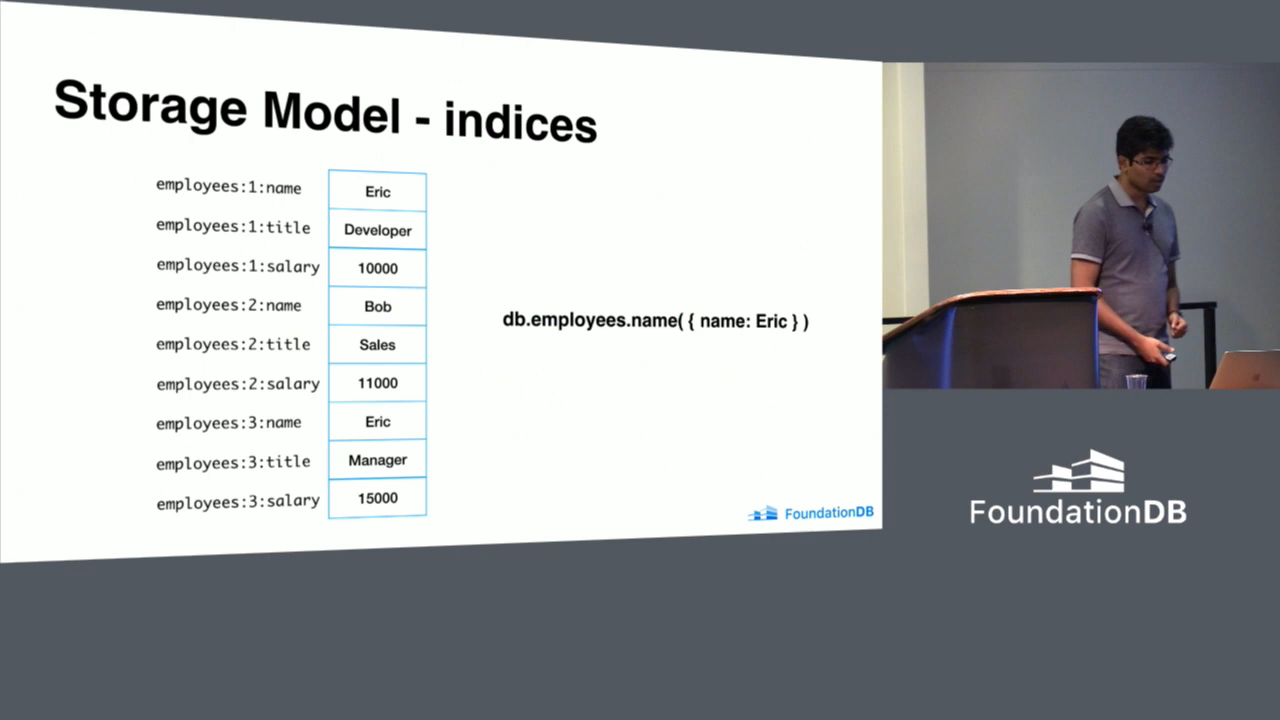 Storage Model - indices
employees:1:name Eric
employees:1:title Developer
employees:1:salary 10000
employees:2:name Bob
employees:2:title Sales
employees:2:salary 11000
employees:3:name Eric
employees:3:title Manager
employees:3:salary 15000
db.employees.name( { name: Eric } )
FoundationDB
FoundationDB